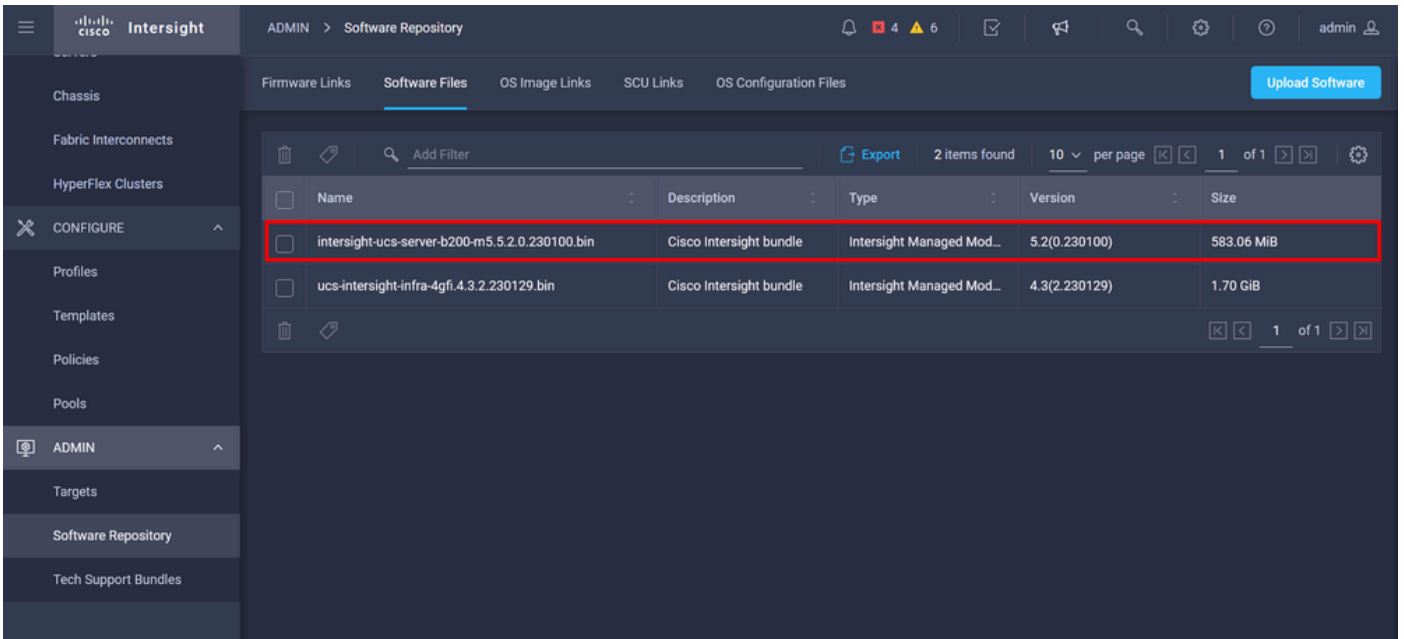 cisco Intersight
ADMIN > Software Repository
4 6
admin
Chassis
Fabric Interconnects
HyperFlex Clusters
CONFIGURE
Profiles
Templates
Policies
Pools
ADMIN
Targets
Software Repository
Tech Support Bundles
Firmware Links Software Files OS Image Links SCU Links OS Configuration Files Upload Software
Add Filter Export 2 items found 10 per page 1 of 1
Name Description Type Version Size
intersight-ucs-server-b200-m5.5.2.0.230100.bin Cisco Intersight bundle Intersight Managed Mod... 5.2(0.230100) 583.06 MiB
ucs-intersight-infra-4gfi.4.3.2.230129.bin Cisco Intersight bundle Intersight Managed Mod... 4.3(2.230129) 1.70 GiB
1 of 1